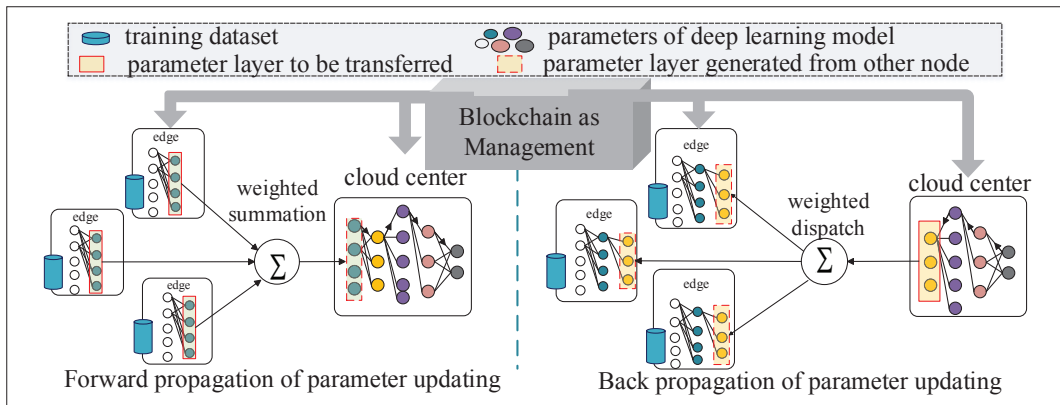 training dataset
parameters of deep learning model
parameter layer to be transferred
parameter layer generated from other node
Blockchain as
Management
edge
edge
edge
weighted
summation
∑
cloud center
edge
edge
edge
weighted
dispatch
∑
cloud center
Forward propagation of parameter updating
Back propagation of parameter updating